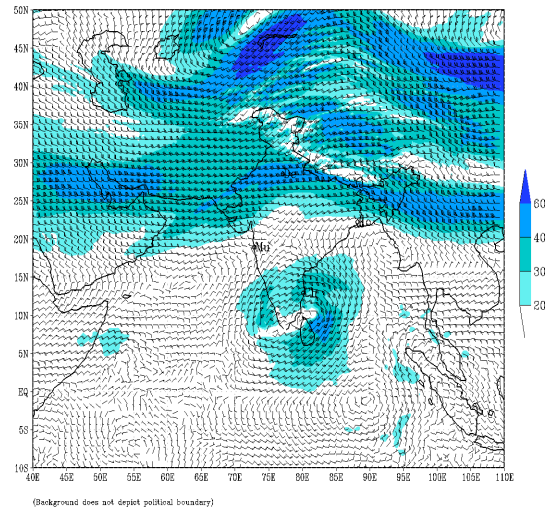 50N
45N
40N
35N
30N
25N
20N
15N
10N
5N
EQ
5S
10S
40E 45E 50E 55E 60E 65E 70E 75E 80E 85E 90E 95E 100E 105E 110E
Mu
60
40
30
20
(Background does not depict political boundary)